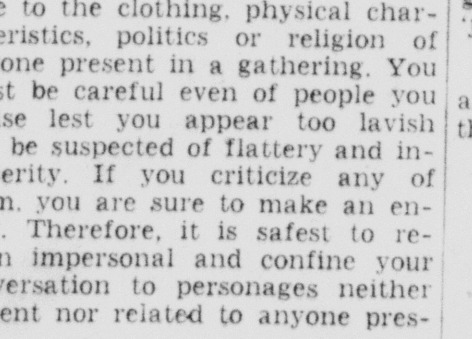 e to the clothing, physical char-
eristics, politics or religion of
one present in a gathering. You
st be careful even of people you
se lest you appear too lavish
be suspected of flattery and in-
erity. If you criticize any of
n, you are sure to make an en-
. Therefore, it is safest to re-
n impersonal and confine your
versation to personages neither
ent nor related to anyone pres-
a